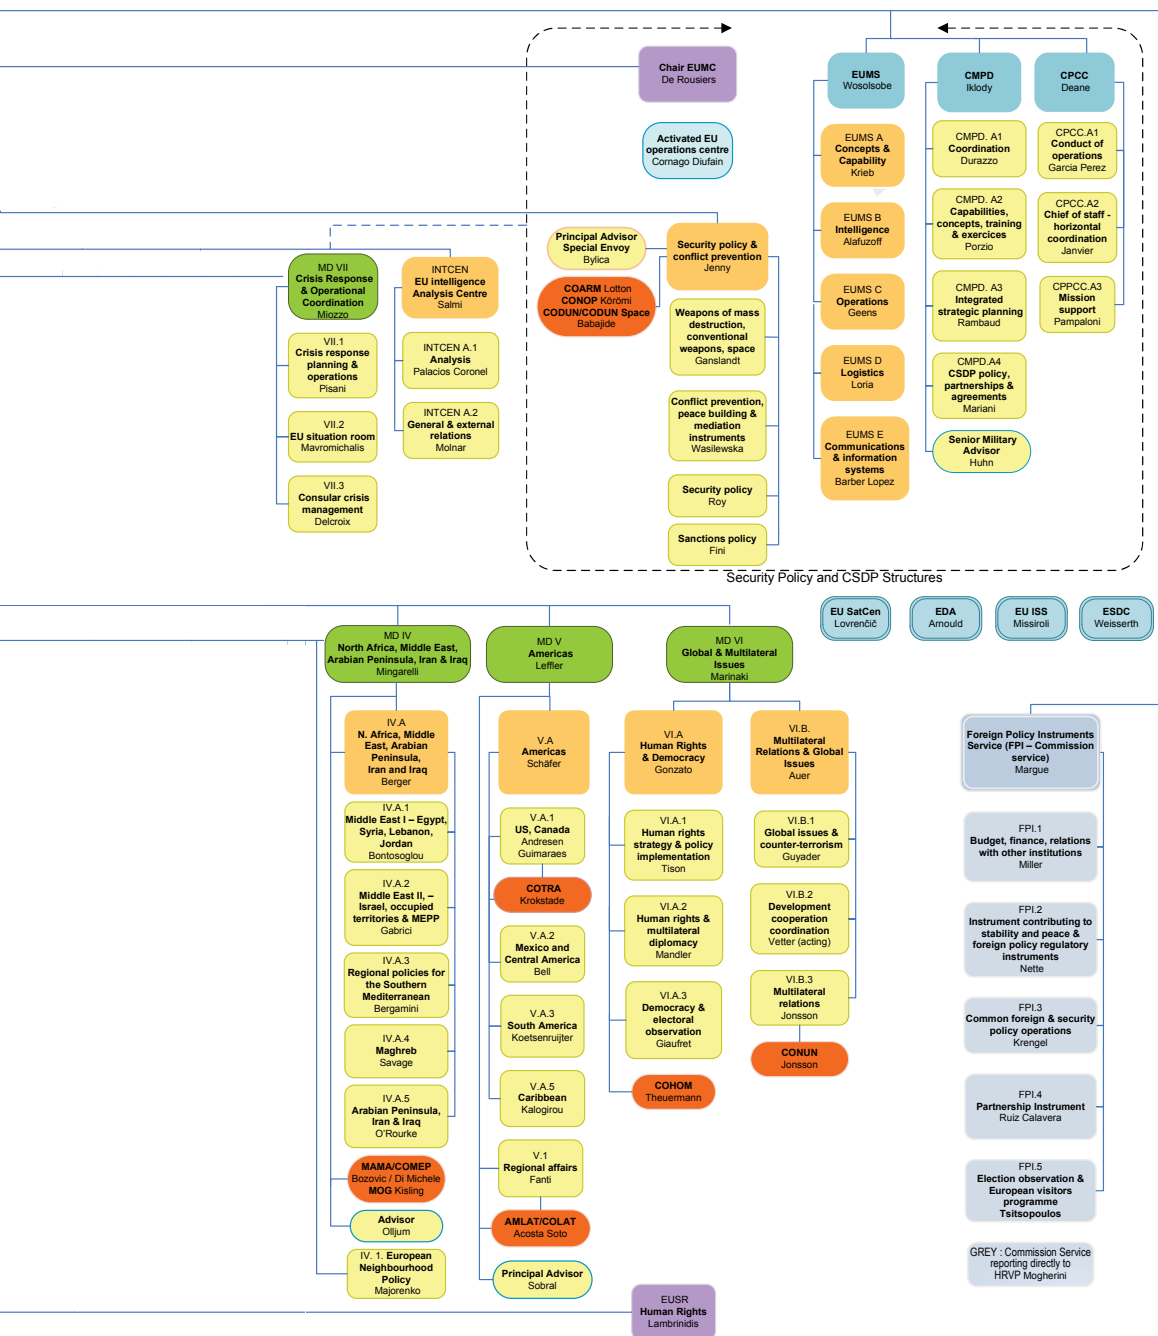 Chair EUMC
De Rousiers
Activated EU
operations centre
Cornago Diufain
EUMS
Wosolsobe
CMPD
Iklody
CPCC
Deane
EUMS A
Concepts &
Capability
Krieb
EUMS B
Intelligence
Alafuzoff
EUMS C
Operations
Geens
EUMS D
Logistics
Loria
EUMS E
Communications
& information
systems
Barber Lopez
CMPD. A1
Coordination
Durazzo
CMPD. A2
Capabilities,
concepts, training
& exercices
Porzio
CMPD. A3
Integrated
strategic planning
Rambaud
CMPD.A4
CSDP policy,
partnerships &
agreements
Mariani
Senior Military
Advisor
Huhn
CPCC.A1
Conduct of
operations
Garcia Perez
CPCC.A2
Chief of staff -
horizontal
coordination
Janvier
CPPCC.A3
Mission
support
Pampaloni
Principal Advisor
Special Envoy
Bylica
Security policy &
conflict prevention
Jenny
COARM Lotton
CONOP Körömi
CODUN/CODUN Space
Babajide
Weapons of mass
destruction,
conventional
weapons, space
Ganslandt
Conflict prevention,
peace building &
mediation
instruments
Wasilewska
Security policy
Roy
Sanctions policy
Fini
Security Policy and CSDP Structures
MD VII
Crisis Response
& Operational
Coordination
Miozzo
VII.1
Crisis response
planning &
operations
Pisani
VII.2
EU situation room
Mavromichalis
VII.3
Consular crisis
management
Delcroix
INTCEN
EU intelligence
Analysis Centre
Salmi
INTCEN A.1
Analysis
Palacios Coronel
INTCEN A.2
General & external
relations
Molnar
EU SatCen
Lovrenčič
EDA
Arnould
EU ISS
Missiroli
ESDC
Weisserth
MD IV
North Africa, Middle East,
Arabian Peninsula, Iran & Iraq
Mingarelli
IV.A
N. Africa, Middle
East, Arabian
Peninsula,
Iran and Iraq
Berger
IV.A.1
Middle East I – Egypt,
Syria, Lebanon,
Jordan
Bontosoglou
IV.A.2
Middle East II, –
Israel, occupied
territories & MEPP
Gabrici
IV.A.3
Regional policies for
the Southern
Mediterranean
Bergamini
IV.A.4
Maghreb
Savage
IV.A.5
Arabian Peninsula,
Iran & Iraq
O'Rourke
MAMA/COMEP
Bozovic / Di Michele
MOG Kisling
Advisor
Olljum
IV. 1. European
Neighbourhood
Policy
Majorenko
MD V
Americas
Leffler
V.A
Americas
Schäfer
V.A.1
US, Canada
Andresen
Guimaraes
COTRA
Krokstade
V.A.2
Mexico and
Central America
Bell
V.A.3
South America
Koetsenruijter
V.A.5
Caribbean
Kalogirou
V.1
Regional affairs
Fanti
AMLAT/COLAT
Acosta Soto
Principal Advisor
Sobral
MD VI
Global & Multilateral
Issues
Marinaki
VI.A
Human Rights
& Democracy
Gonzato
VI.A.1
Human rights
strategy & policy
implementation
Tison
VI.A.2
Human rights &
multilateral
diplomacy
Mandler
VI.A.3
Democracy &
electoral
observation
Giaufret
COHOM
Theuermann
VI.B.
Multilateral
Relations & Global
Issues
Auer
VI.B.1
Global issues &
counter-terrorism
Guyader
VI.B.2
Development
cooperation
coordination
Vetter (acting)
VI.B.3
Multilateral
relations
Jonsson
CONUN
Jonsson
Foreign Policy Instruments
Service (FPI – Commission
service)
Margue
FPI.1
Budget, finance, relations
with other institutions
Miller
FPI.2
Instrument contributing to
stability and peace &
foreign policy regulatory
instruments
Nette
FPI.3
Common foreign & security
policy operations
Krengel
FPI.4
Partnership Instrument
Ruiz Calavera
FPI.5
Election observation &
European visitors
programme
Tsitsopoulos
GREY : Commission Service
reporting directly to
HRVP Mogherini
EUSR
Human Rights
Lambrinidis